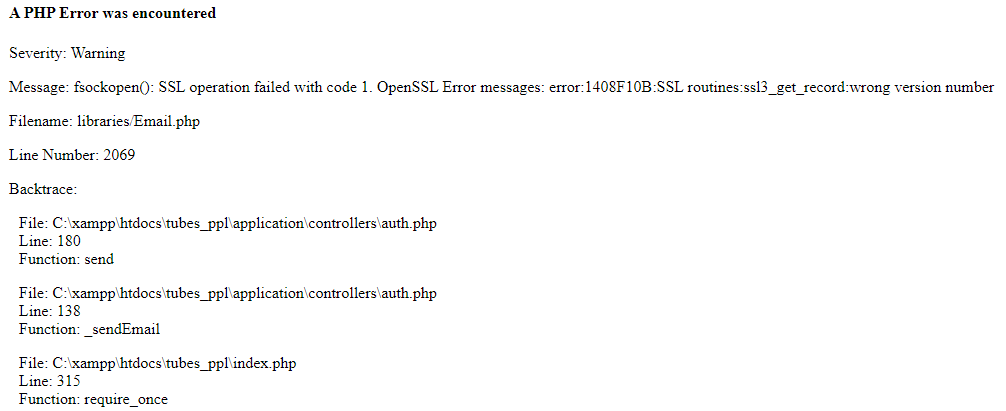 A PHP Error was encountered
Severity: Warning
Message: fsockopen(): SSL operation failed with code 1. OpenSSL Error messages: error:1408F10B:SSL routines:ssl3_get_record:wrong version number
Filename: libraries/Email.php
Line Number: 2069
Backtrace:
File: C:\xampp\htdocs\tubes_ppl\application\controllers\auth.php
Line: 180
Function: send
File: C:\xampp\htdocs\tubes_ppl\application\controllers\auth.php
Line: 138
Function: _sendEmail
File: C:\xampp\htdocs\tubes_ppl\index.php
Line: 315
Function: require_once